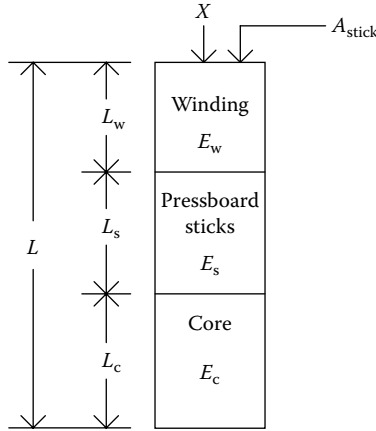 X
A_stick
Winding
E_w
L_w
Pressboard
sticks
E_s
L_s
L
Core
E_c
L_c